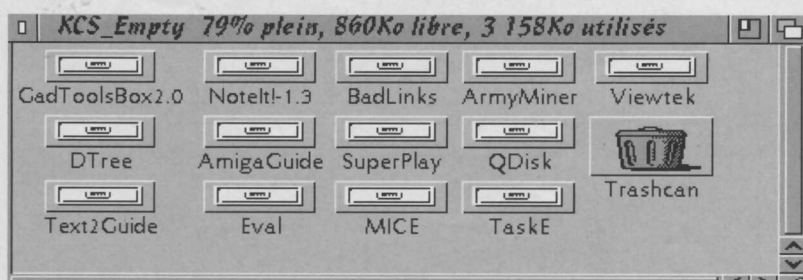 KCS_Empty 79% plein, 860Ko libre, 3 158Ko utilisés
GadToolsBox2.0 NoteIt!-1.3 BadLinks ArmyMiner Viewtek
DTree AmigaGuide SuperPlay QDisk
Trashcan
Text2Guide Eval MICE TaskE